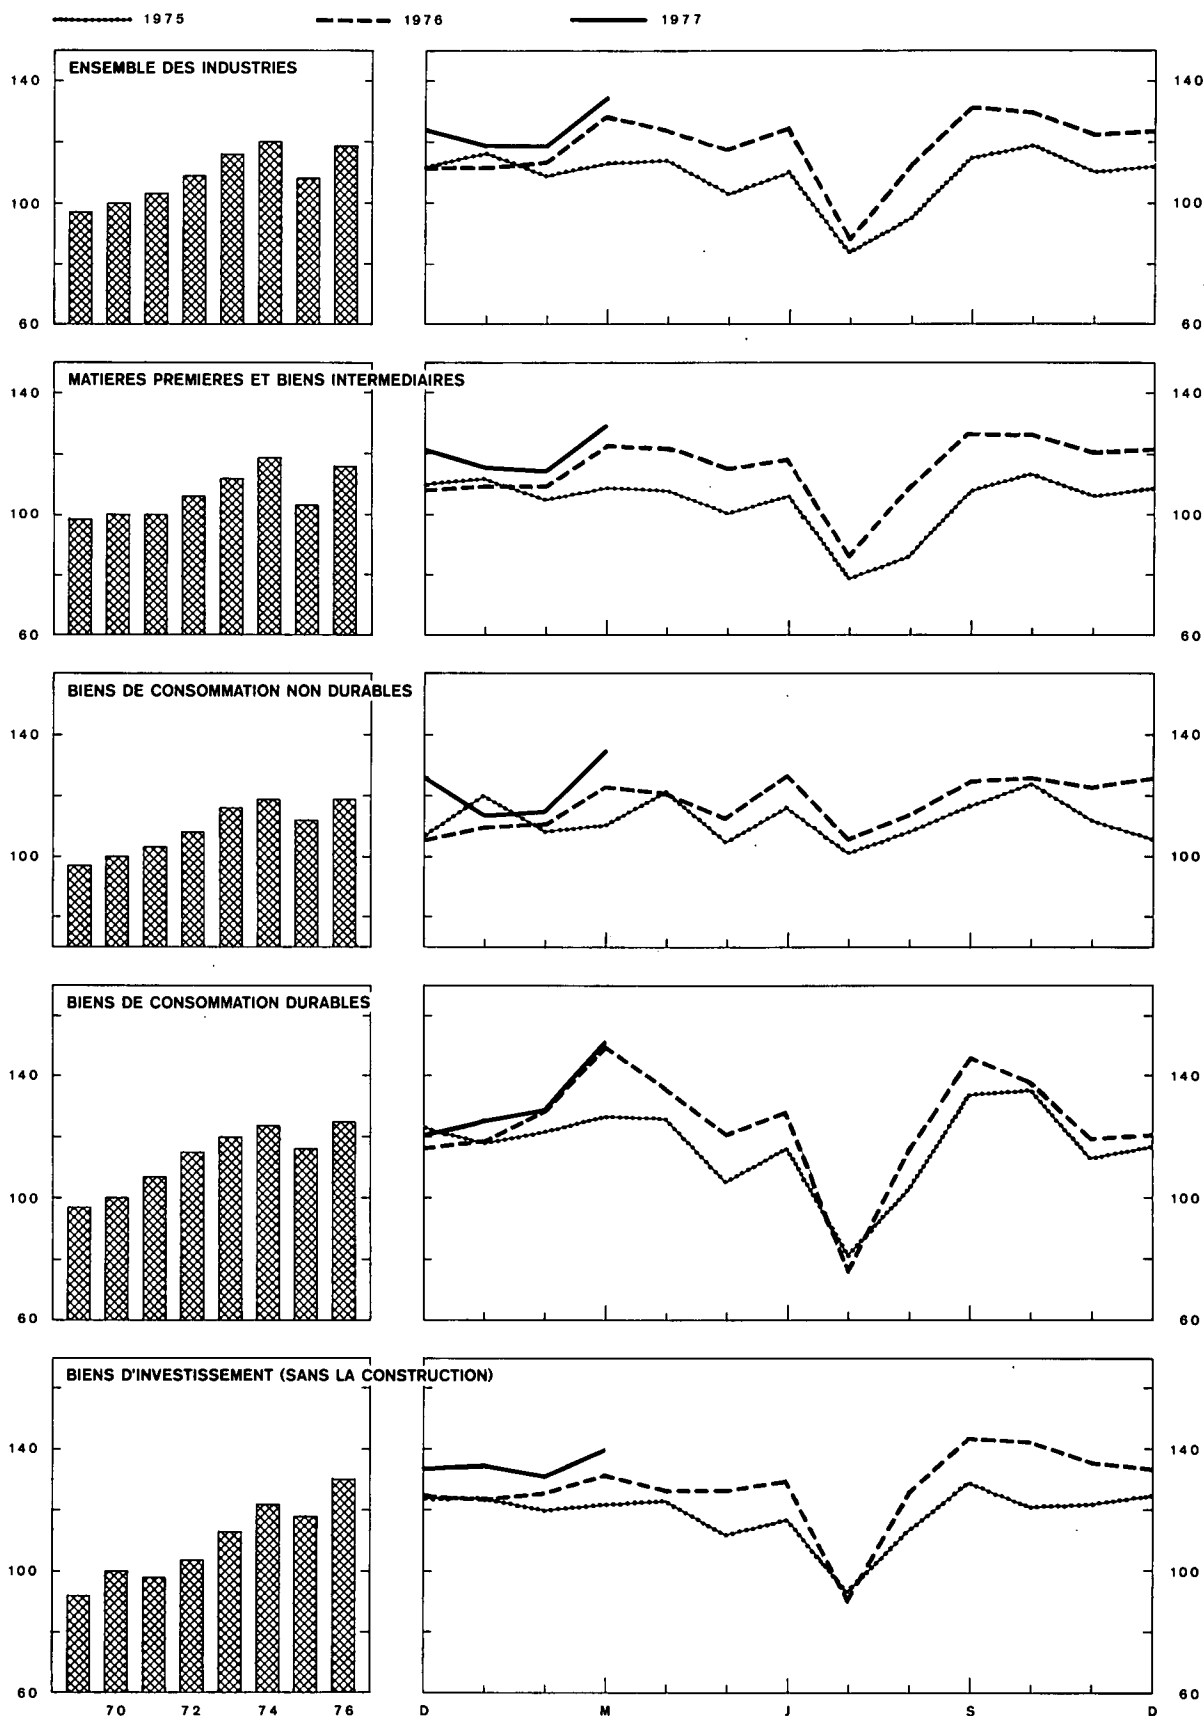 1975 1976 1977
ENSEMBLE DES INDUSTRIES
140 140
100 100
60 60
MATIERES PREMIERES ET BIENS INTERMEDIAIRES
140 140
100 100
60 60
BIENS DE CONSOMMATION NON DURABLES
140 140
100 100
BIENS DE CONSOMMATION DURABLES
140 140
100 100
60 60
BIENS D'INVESTISSEMENT (SANS LA CONSTRUCTION)
140 140
100 100
60 60
70 72 74 76 D M J S D